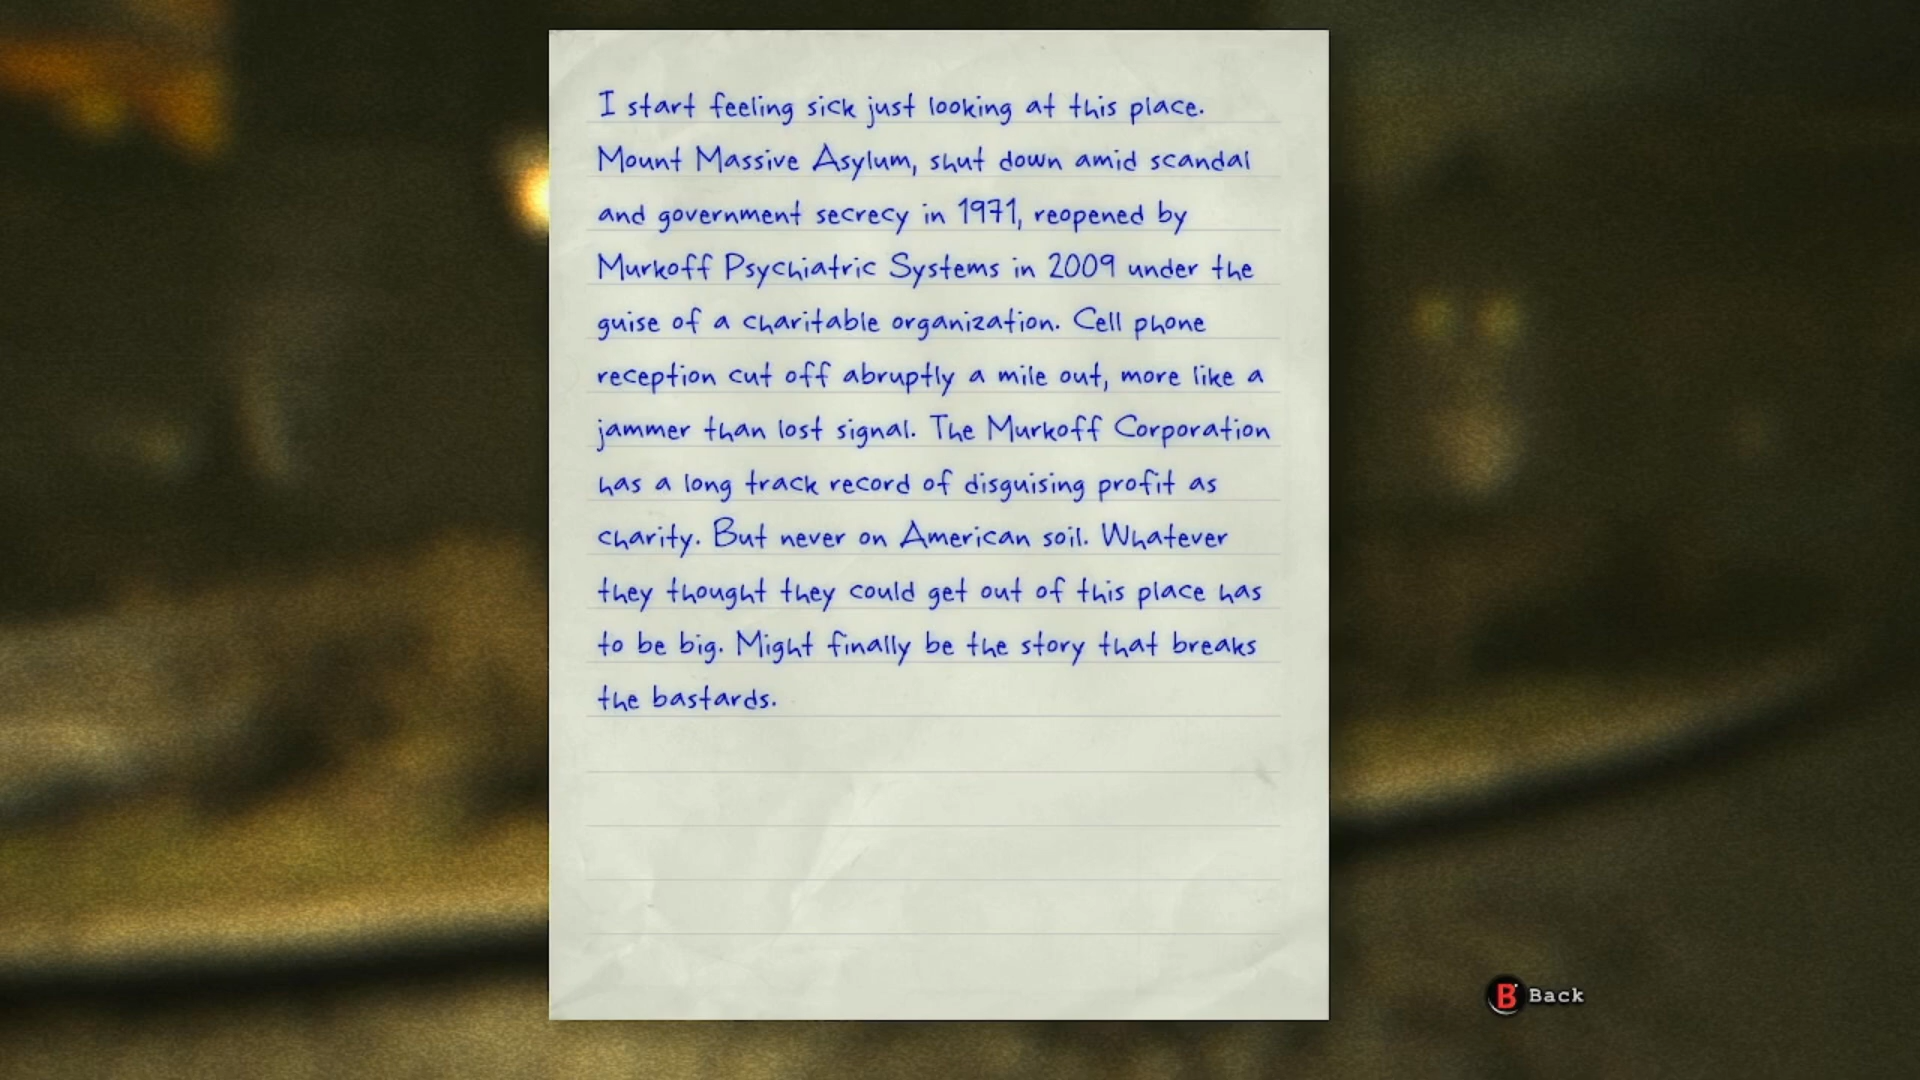 I start feeling sick just looking at this place.
Mount Massive Asylum, shut down amid scandal
and government secrecy in 1971, reopened by
Murkoff Psychiatric Systems in 2009 under the
guise of a charitable organization. Cell phone
reception cut off abruptly a mile out, more like a
jammer than lost signal. The Murkoff Corporation
has a long track record of disguising profit as
charity. But never on American soil. Whatever
they thought they could get out of this place has
to be big. Might finally be the story that breaks
the bastards.
B Back